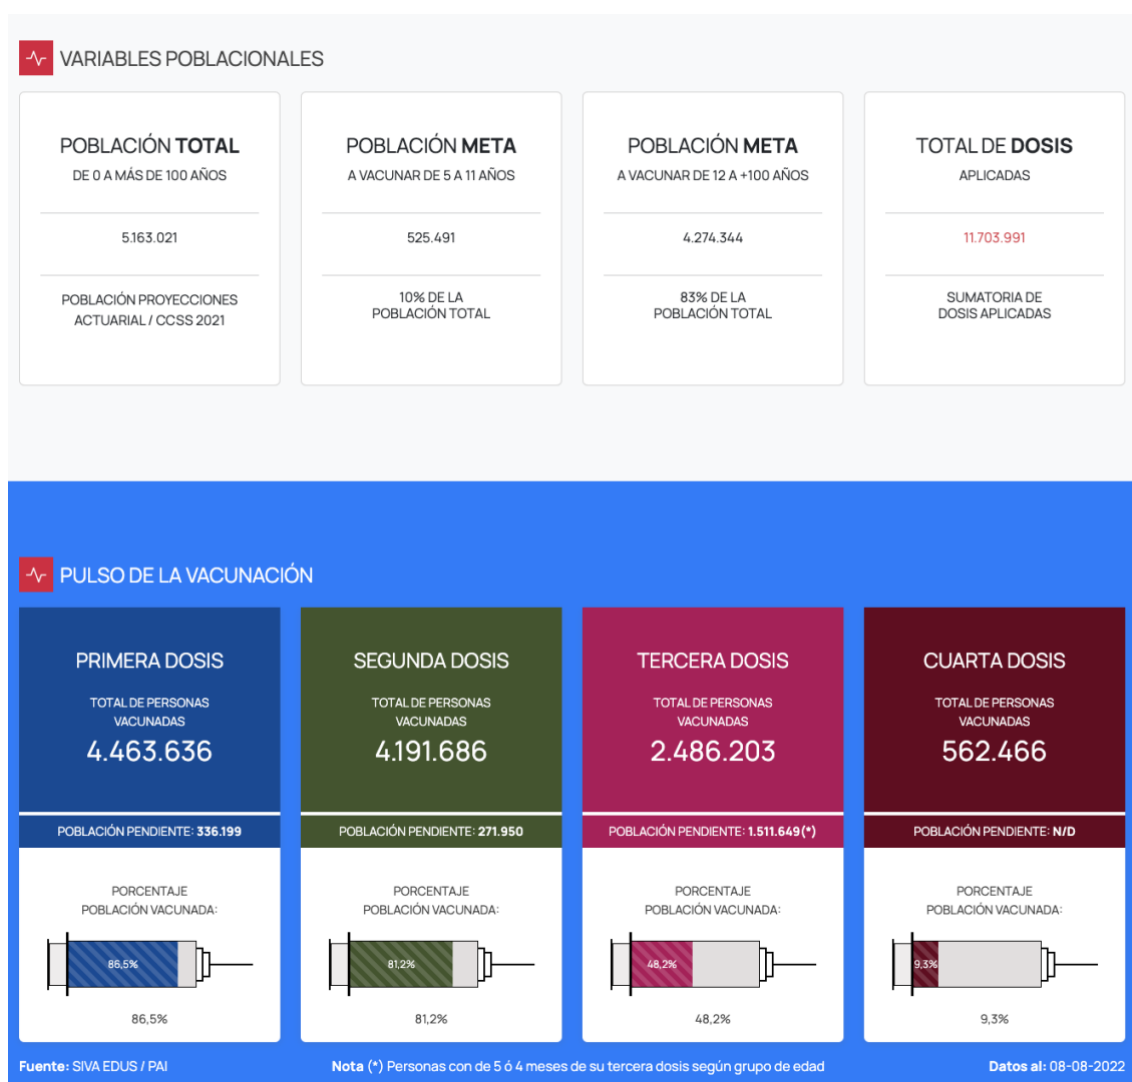 VARIABLES POBLACIONALES
POBLACIÓN TOTAL
DE 0 A MÁS DE 100 AÑOS
5.163.021
POBLACIÓN PROYECCIONES
ACTUARIAL / CCSS 2021
POBLACIÓN META
A VACUNAR DE 5 A 11 AÑOS
525.491
10% DE LA
POBLACIÓN TOTAL
POBLACIÓN META
A VACUNAR DE 12 A +100 AÑOS
4.274.344
83% DE LA
POBLACIÓN TOTAL
TOTAL DE DOSIS
APLICADAS
11.703.991
SUMATORIA DE
DOSIS APLICADAS
PULSO DE LA VACUNACIÓN
PRIMERA DOSIS
TOTAL DE PERSONAS
VACUNADAS
4.463.636
POBLACIÓN PENDIENTE: 336.199
PORCENTAJE
POBLACIÓN VACUNADA:
86,5%
86,5%
SEGUNDA DOSIS
TOTAL DE PERSONAS
VACUNADAS
4.191.686
POBLACIÓN PENDIENTE: 271.950
PORCENTAJE
POBLACIÓN VACUNADA:
81,2%
81,2%
TERCERA DOSIS
TOTAL DE PERSONAS
VACUNADAS
2.486.203
POBLACIÓN PENDIENTE: 1.511.649(*)
PORCENTAJE
POBLACIÓN VACUNADA:
48,2%
48,2%
CUARTA DOSIS
TOTAL DE PERSONAS
VACUNADAS
562.466
POBLACIÓN PENDIENTE: N/D
PORCENTAJE
POBLACIÓN VACUNADA:
9,3%
9,3%
Fuente: SIVA EDUS / PAI
Nota (*) Personas con de 5 ó 4 meses de su tercera dosis según grupo de edad
Datos al: 08-08-2022